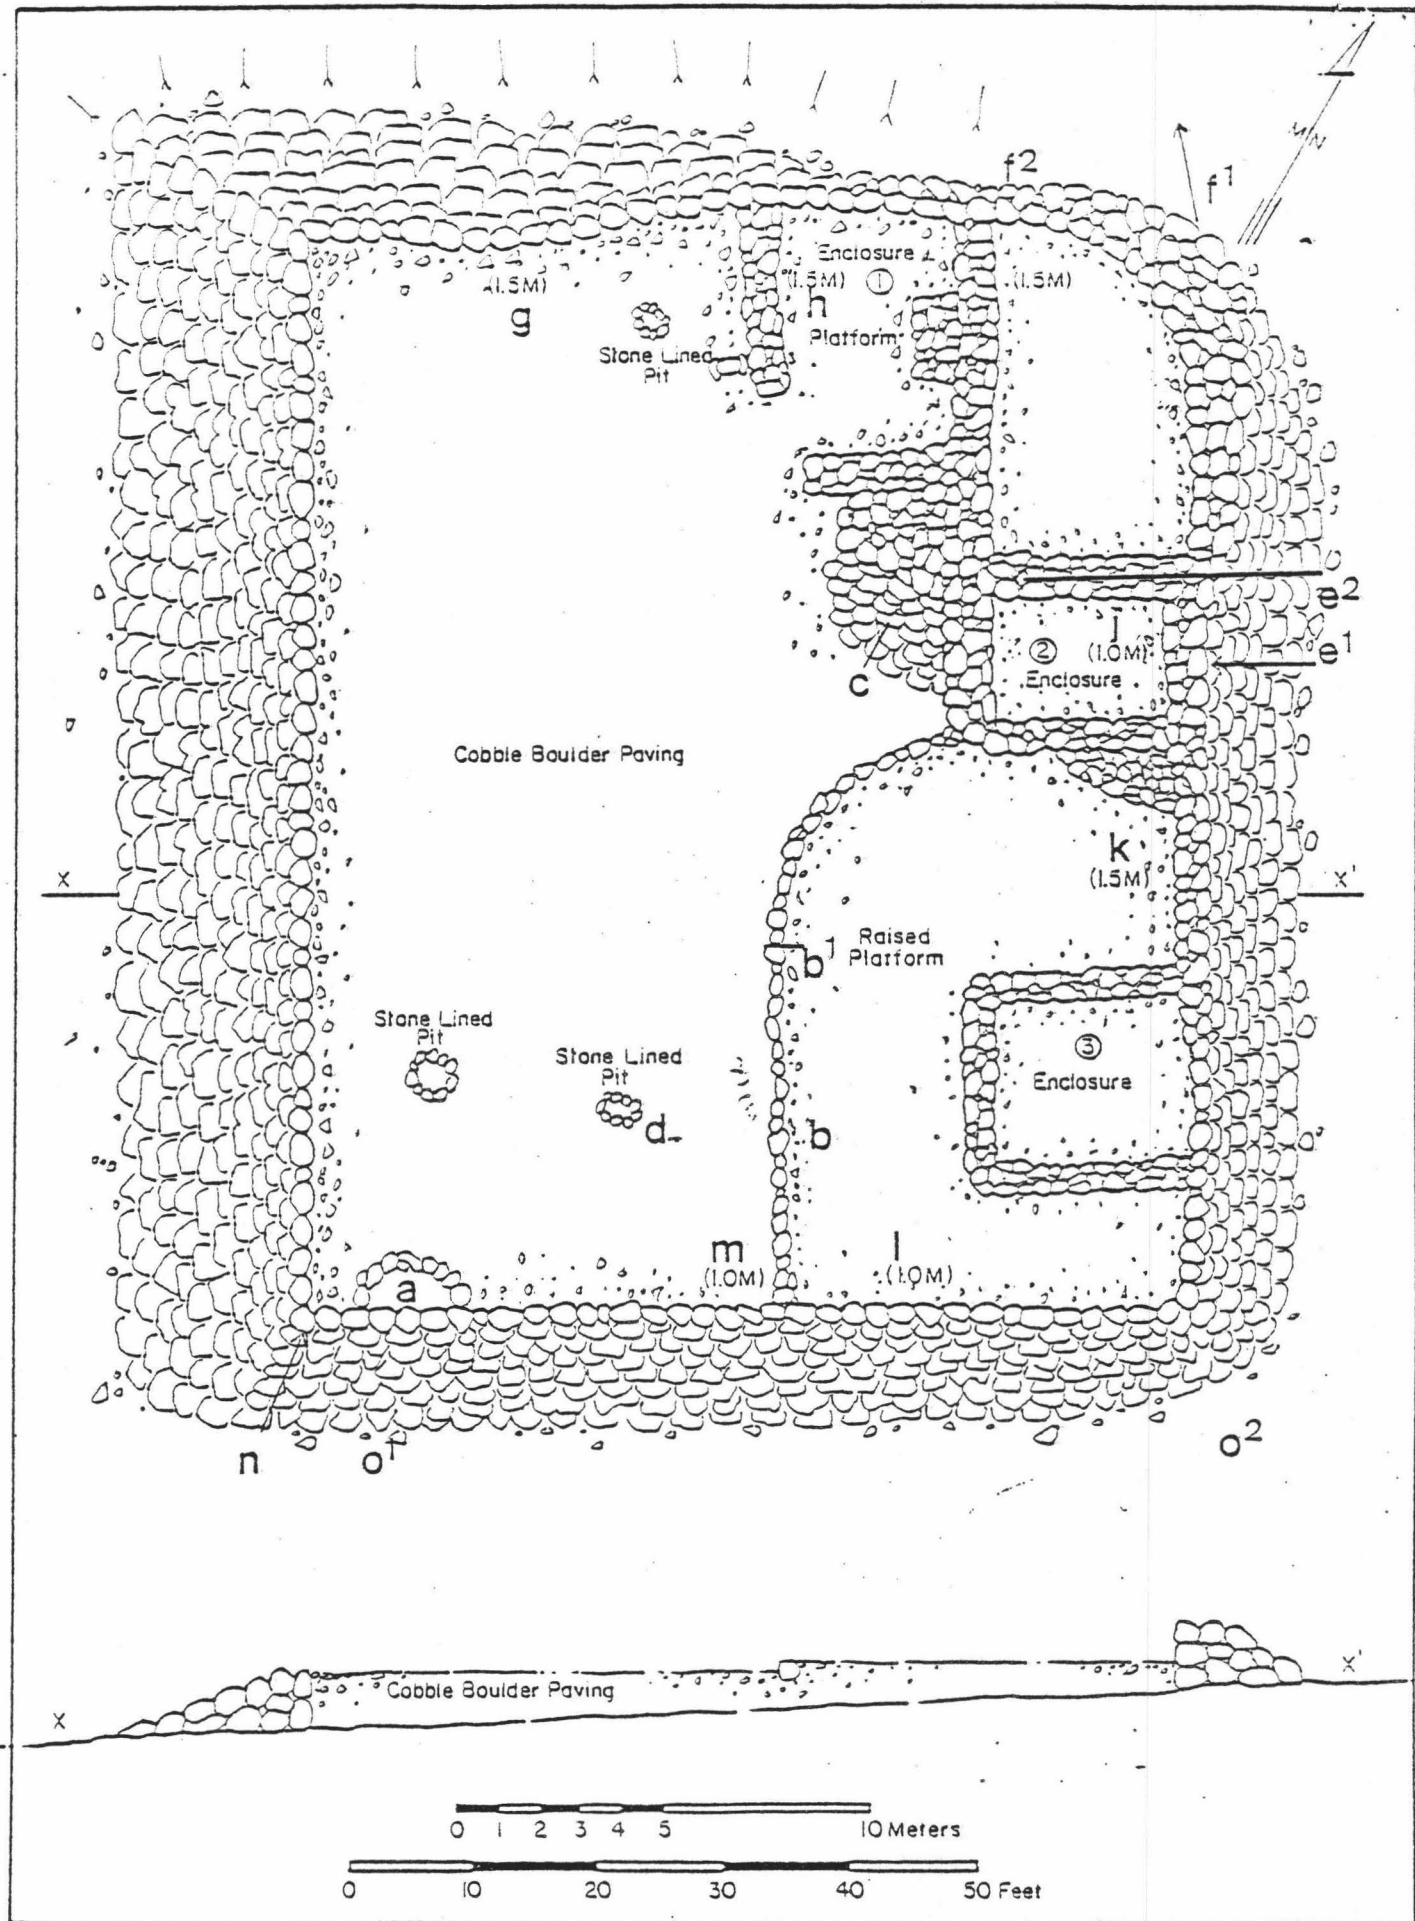 MN
f2
f1
Enclosure
(1.5M)
(1.5M) ①
(1.5M)
g
h
Platform
Stone Lined
Pit
e2
j
② (1.0M)
e1
Enclosure
c
Cobble Boulder Paving
k
(1.5M)
X
X'
Raised
b1 Platform
Stone Lined
Pit
③
Stone Lined
Pit
Enclosure
d
b
m
l
(1.0M)
(1.0M)
a
n
o1
o2
X'
Cobble Boulder Paving
X
0 1 2 3 4 5 10 Meters
0 10 20 30 40 50 Feet